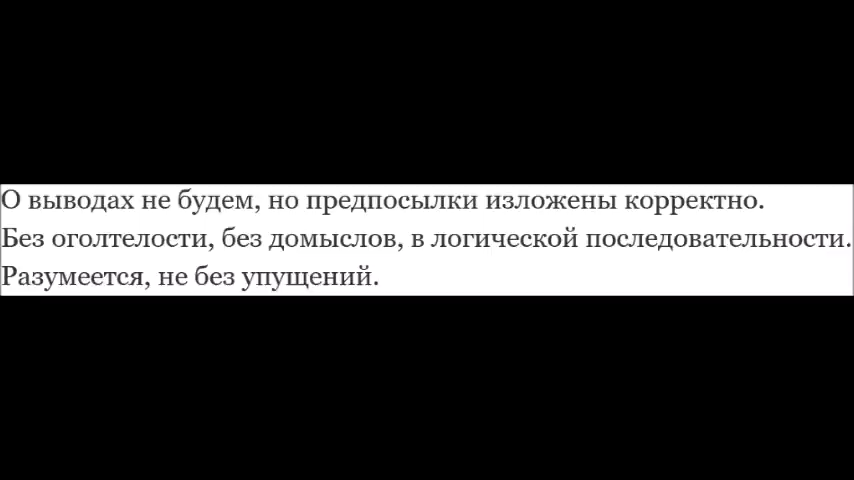 О выводах не будем, но предпосылки изложены корректно.
Без оголтелости, без домыслов, в логической последовательности.
Разумеется, не без упущений.